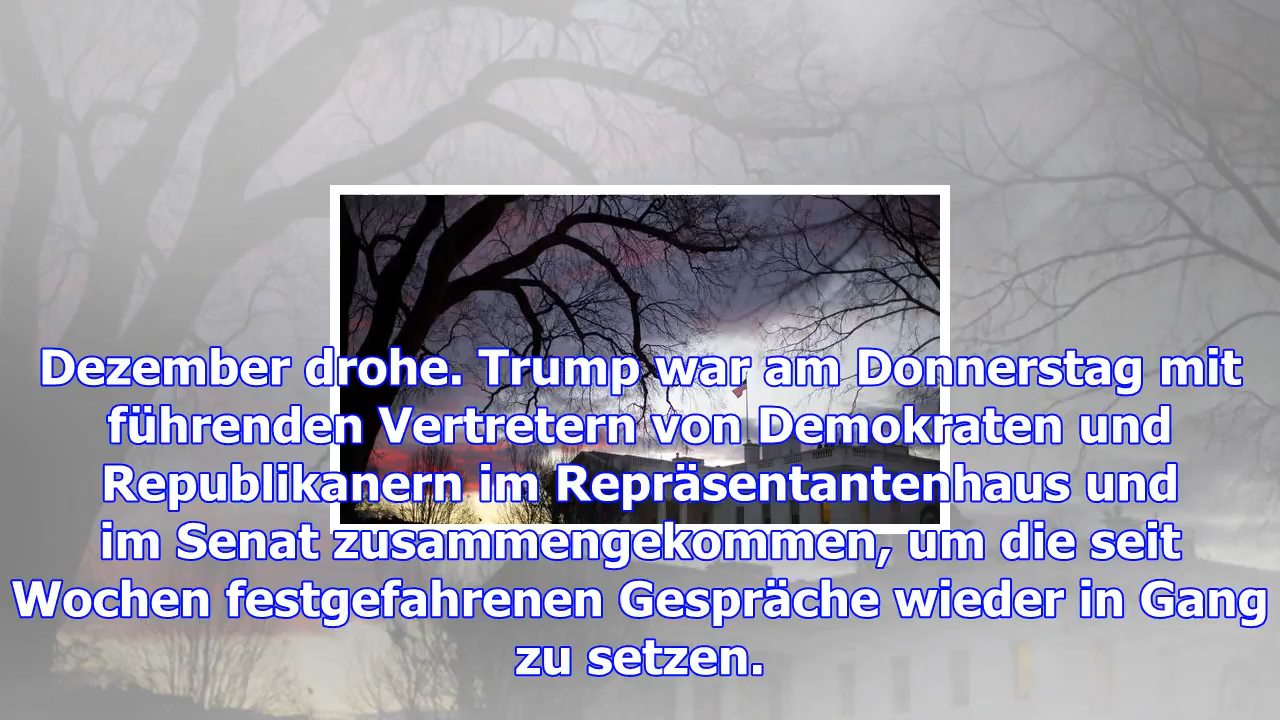 Dezember drohe. Trump war am Donnerstag mit
führenden Vertretern von Demokraten und
Republikanern im Repräsentantenhaus und
im Senat zusammengekommen, um die seit
Wochen festgefahrenen Gespräche wieder in Gang
zu setzen.